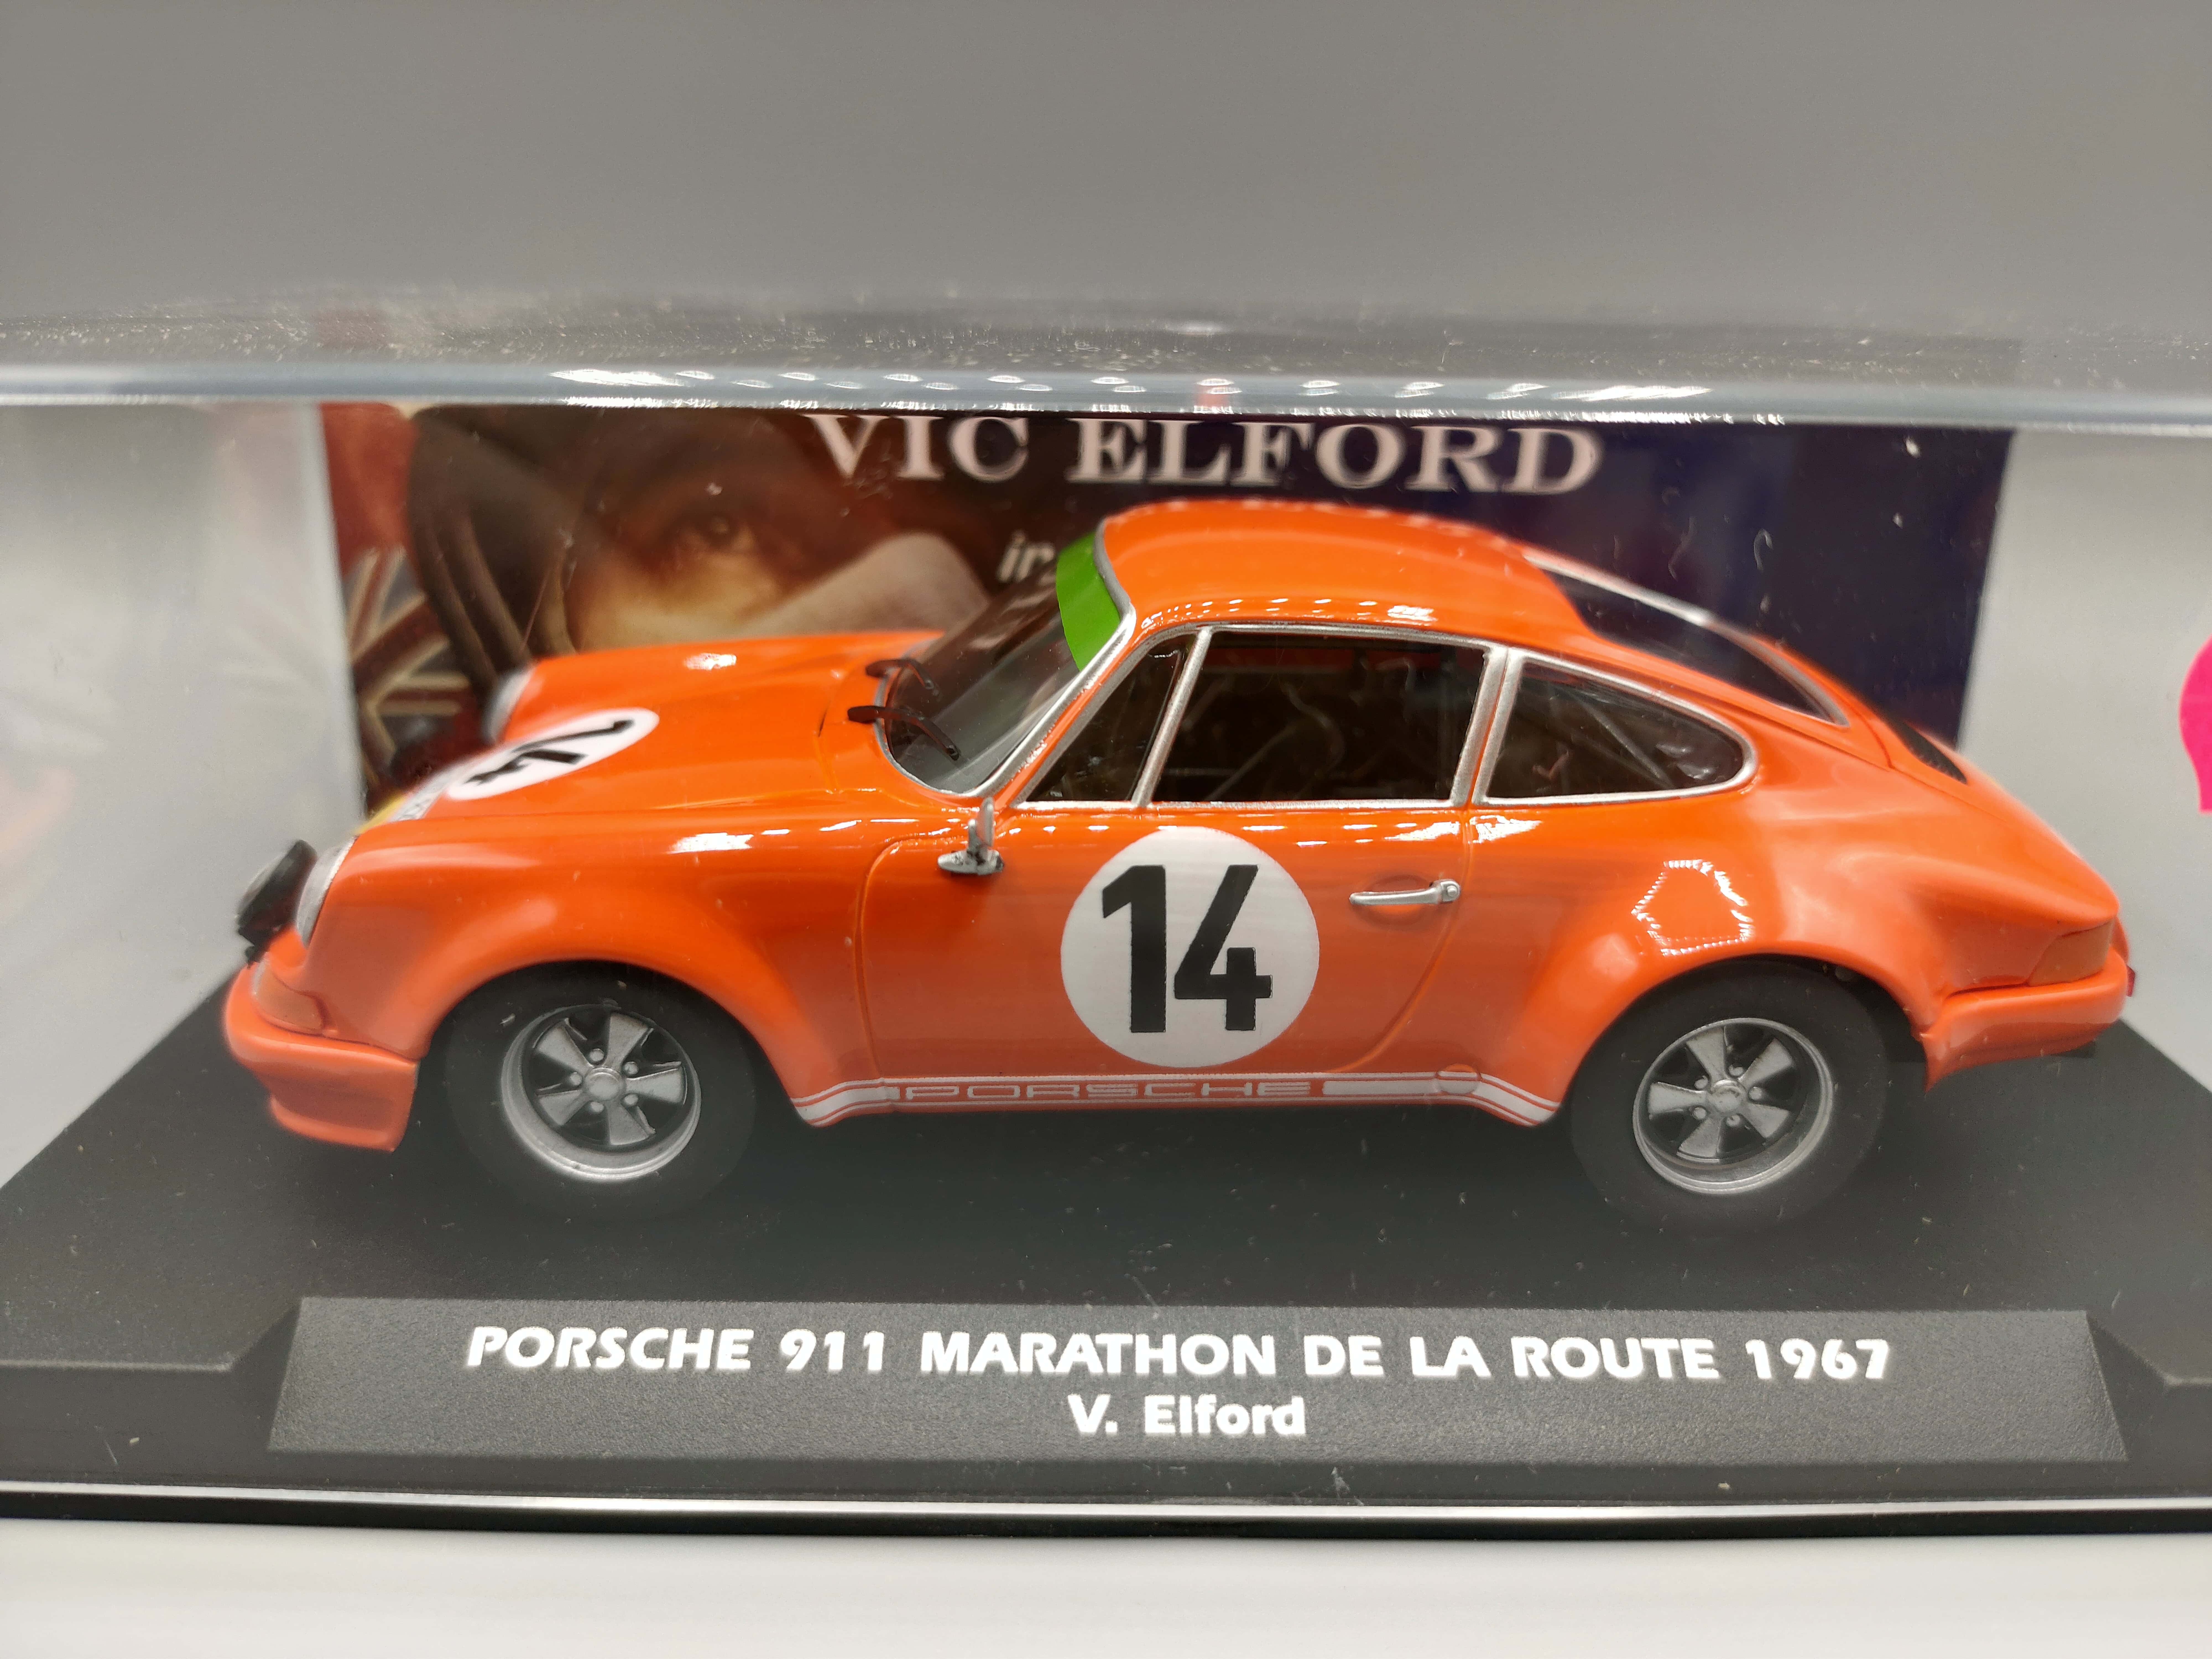 VIC ELFORD
14
14
PORSCHE
PORSCHE 911 MARATHON DE LA ROUTE 1967
V. Elford